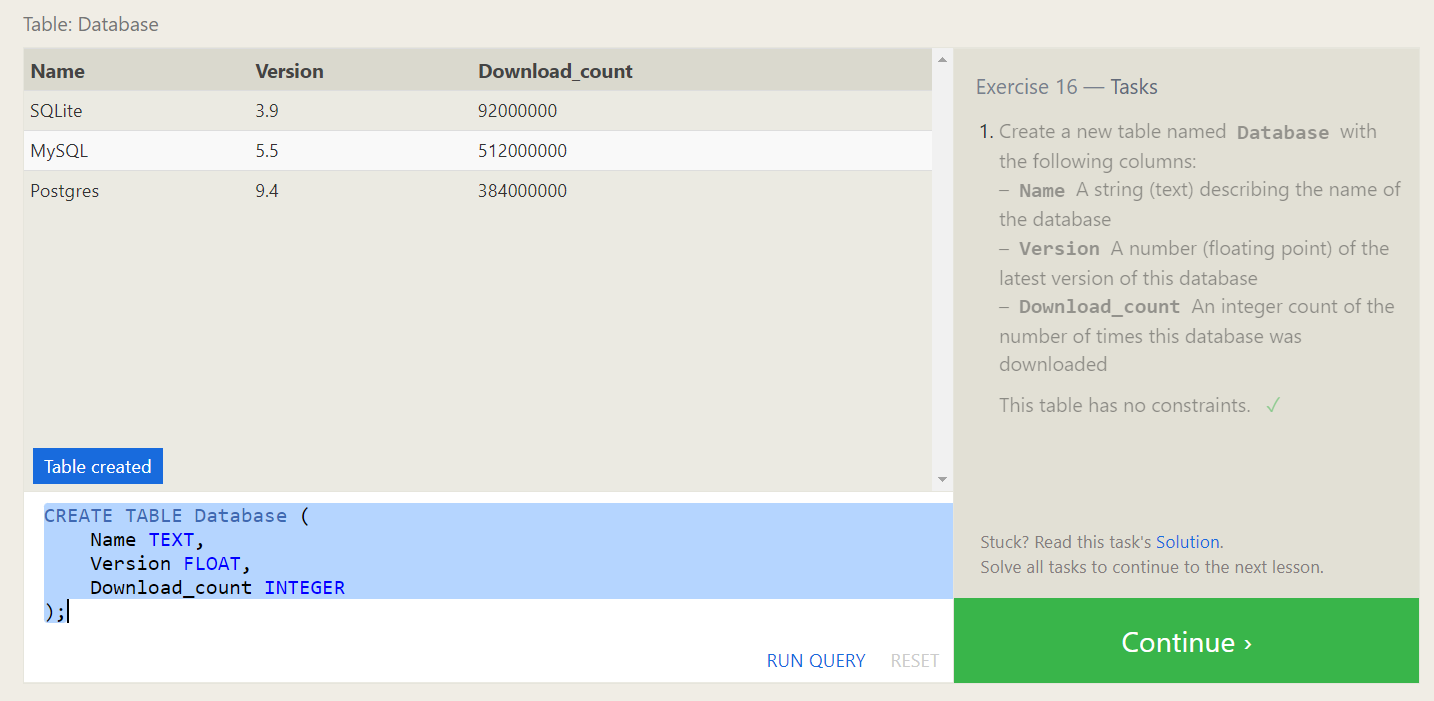 Table: Database
Name Version Download_count
SQLite 3.9 92000000
MySQL 5.5 512000000
Postgres 9.4 384000000
Table created
CREATE TABLE Database (
    Name TEXT,
    Version FLOAT,
    Download_count INTEGER
);
RUN QUERY RESET
Exercise 16 — Tasks
1. Create a new table named Database with
the following columns:
– Name A string (text) describing the name of
the database
– Version A number (floating point) of the
latest version of this database
– Download_count An integer count of the
number of times this database was
downloaded
This table has no constraints. ✓
Stuck? Read this task's Solution.
Solve all tasks to continue to the next lesson.
Continue ›